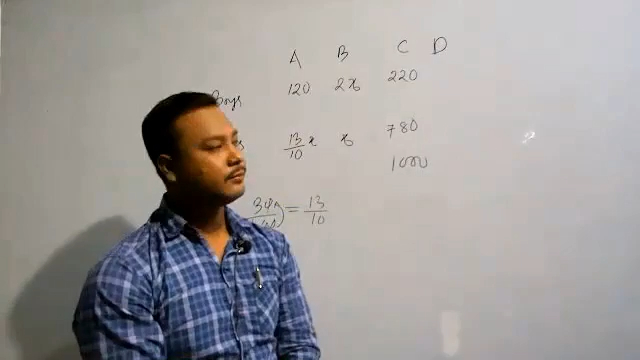 A B C D
Boys 120 2x 220
13/10 x x 780
1000
= 13/10